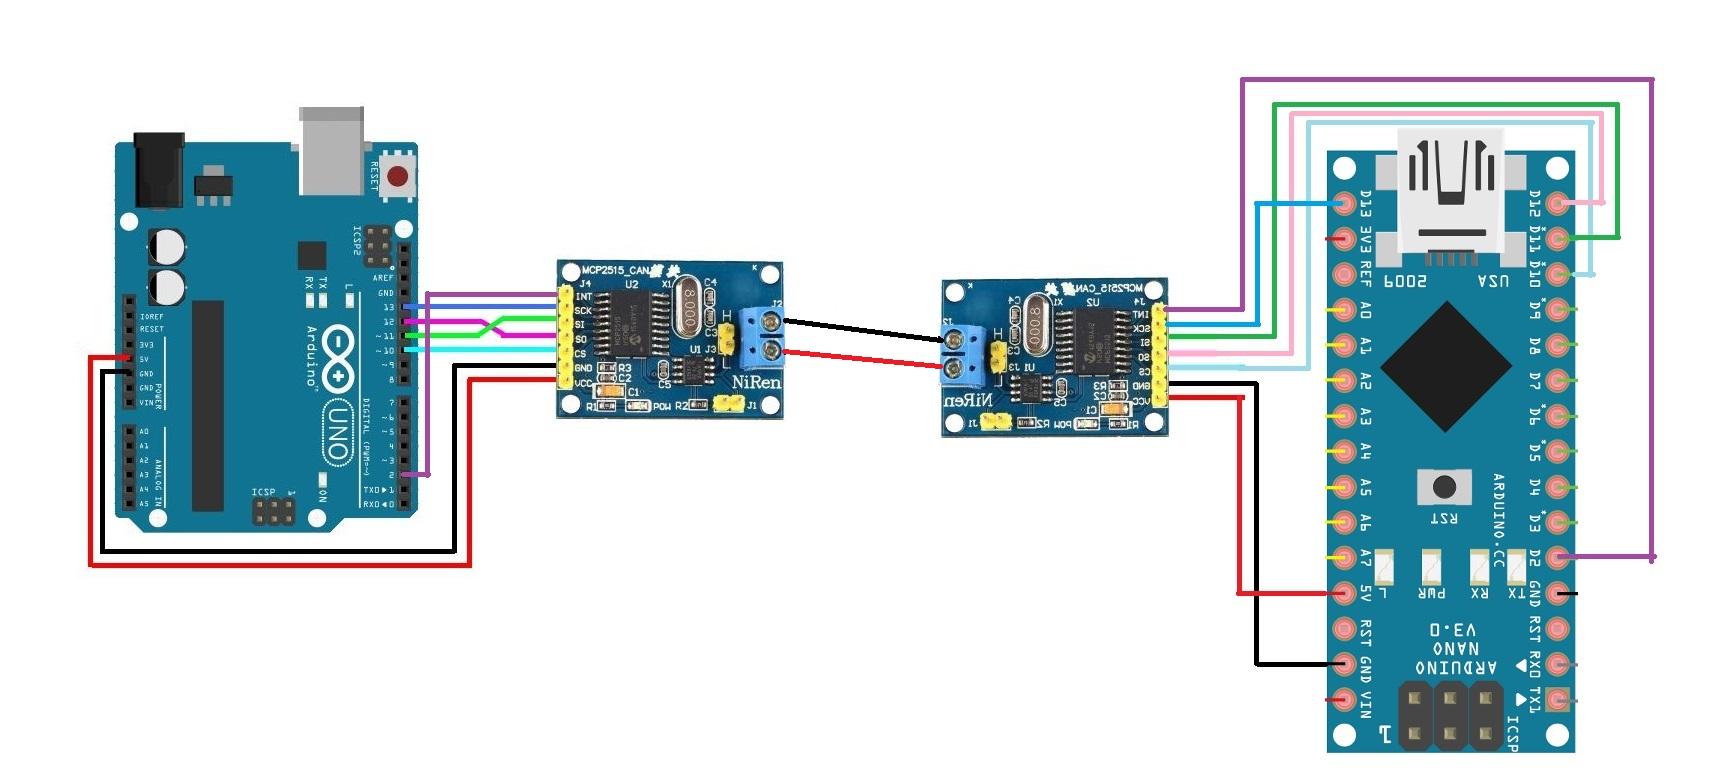 RESET
ICSP2
IOREF
RESET
3V3
5V
GND
GND
VIN
POWER
A0
A1
A2
A3
A4
A5
ANALOG IN
AREF
GND
13
12
~11
~10
~9
8
7
~6
~5
4
~3
2
TXD▶1
RXD◀0
DIGITAL (PWM=~)
RX
TX
L
Arduino™
UNO
ON
ICSP
MCP2515_CAN
J4
U2
X1
C4
K
INT
SCK
SI
SO
CS
GND
VCC
8.000
C3
H
L
J2
J3
U1
R3
C2
C1
C5
R1
POW
R2
J1
NiRen
MCP2515_CAN
J4
U2
X1
C4
K
INT
SCK
SI
SO
CS
GND
VCC
8.000
C3
H
J2
J3
U1
R3
C2
C1
C5
R1
POW
R2
J1
NiRen
D13
3V3
REF
A0
A1
A2
A3
A4
A5
A6
A7
5V
RST
GND
VIN
D12
D11*
D10*
D9*
D8
D7
D6*
D5*
D4
D3*
D2
GND
RST
RX0
TX1
2009
USA
RST
ARDUINO.CC
L
PWR
RX
TX
ARDUINO
NANO
V3.0
1
ICSP